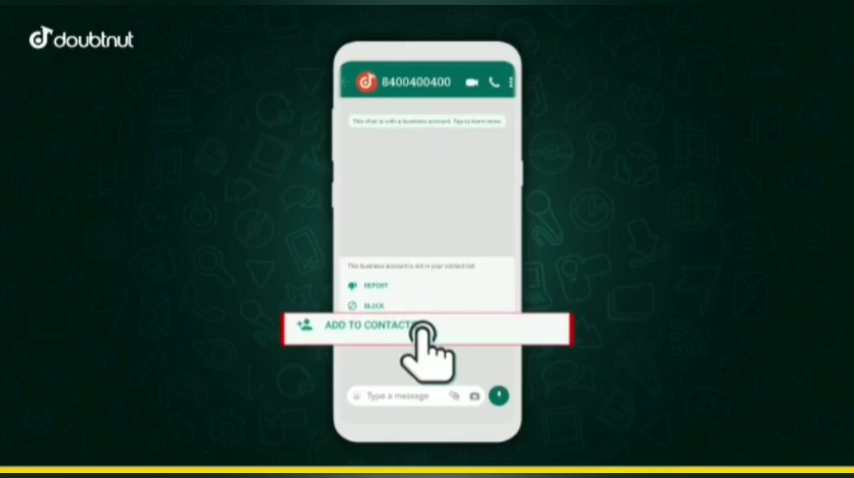 doubtnut
8400400400
This chat is with a business account. Tap to learn more.
This business account is not in your contact list
REPORT
BLOCK
ADD TO CONTACT
Type a message